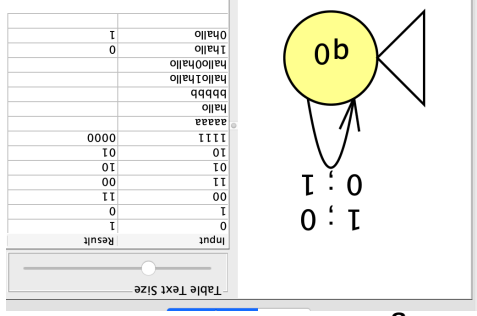 Table Text Size
Input Result
0 1
1 0
00 11
11 00
01 10
10 01
1111 0000
aaaaa
hallo
bbbbb
hallo1hallo
hallo0hallo
1hallo 0
0hallo 1
1 ; 0
0 ; 1
q0